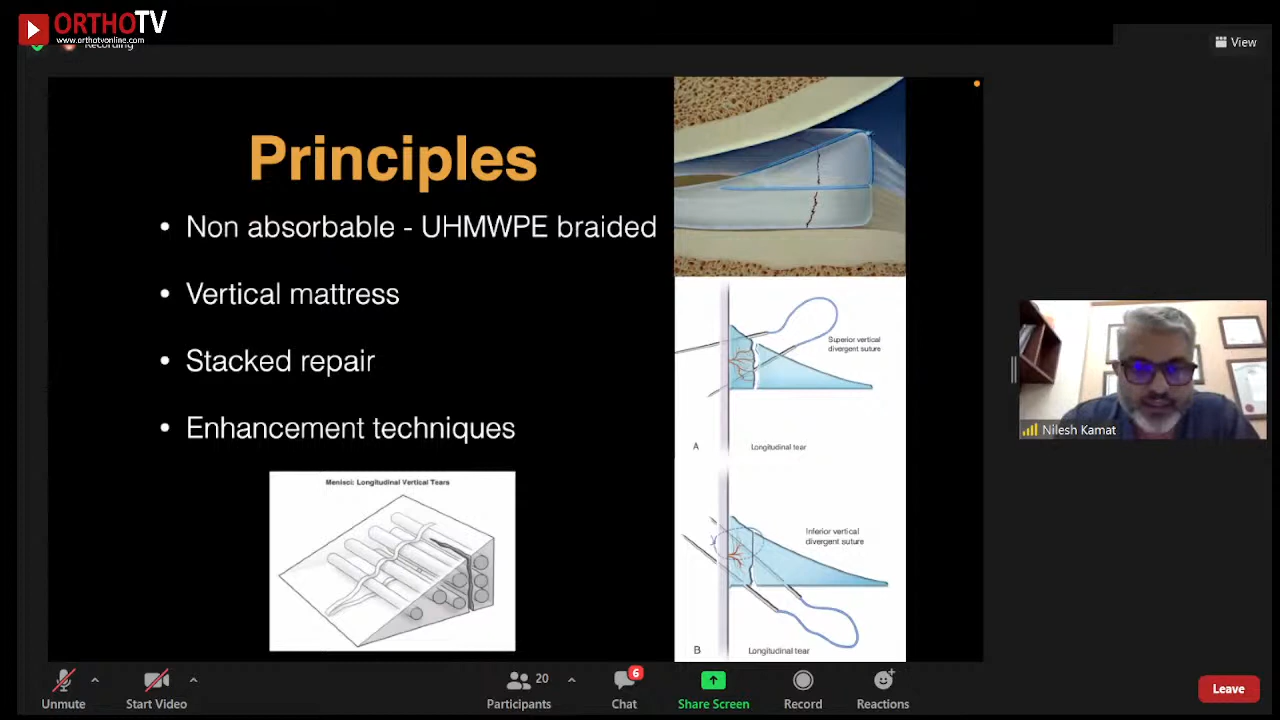 ORTHOTV
www.orthotvonline.com
Recording
View
Principles
• Non absorbable - UHMWPE braided
• Vertical mattress
• Stacked repair
• Enhancement techniques
Menisci: Longitudinal Vertical Tears
Superior vertical
divergent suture
A
Longitudinal tear
Inferior vertical
divergent suture
B
Longitudinal tear
Nilesh Kamat
Unmute
Start Video
20
Participants
6
Chat
Share Screen
Record
Reactions
Leave